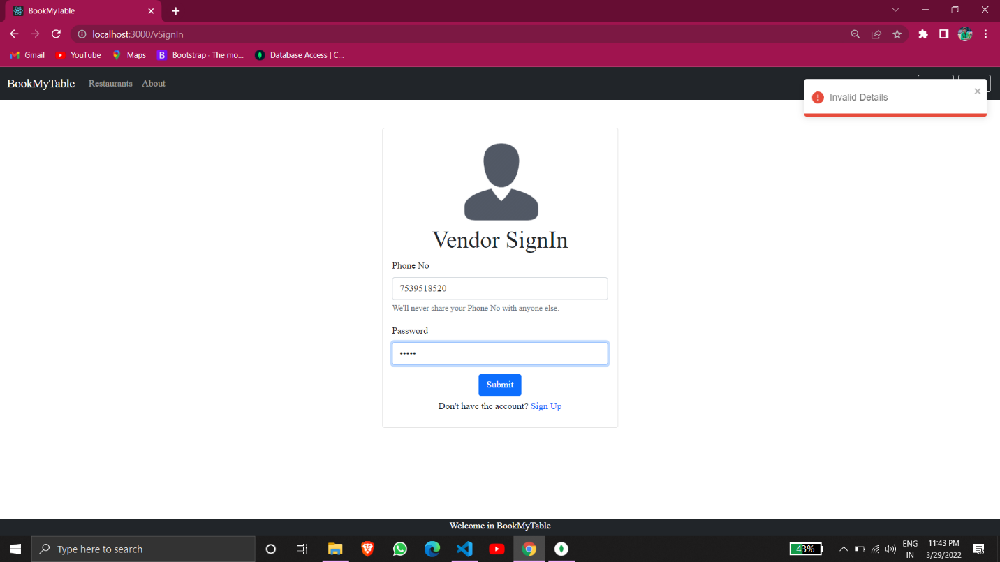 BookMyTable
localhost:3000/vSignIn
Gmail
YouTube
Maps
B
Bootstrap · The mo...
Database Access | C...
BookMyTable
Restaurants
About
Invalid Details
Vendor SignIn
Phone No
7539518520
We'll never share your Phone No with anyone else.
Password
Submit
Don't have the account? Sign Up
Welcome in BookMyTable
Type here to search
43%
ENG
IN
11:43 PM
3/29/2022